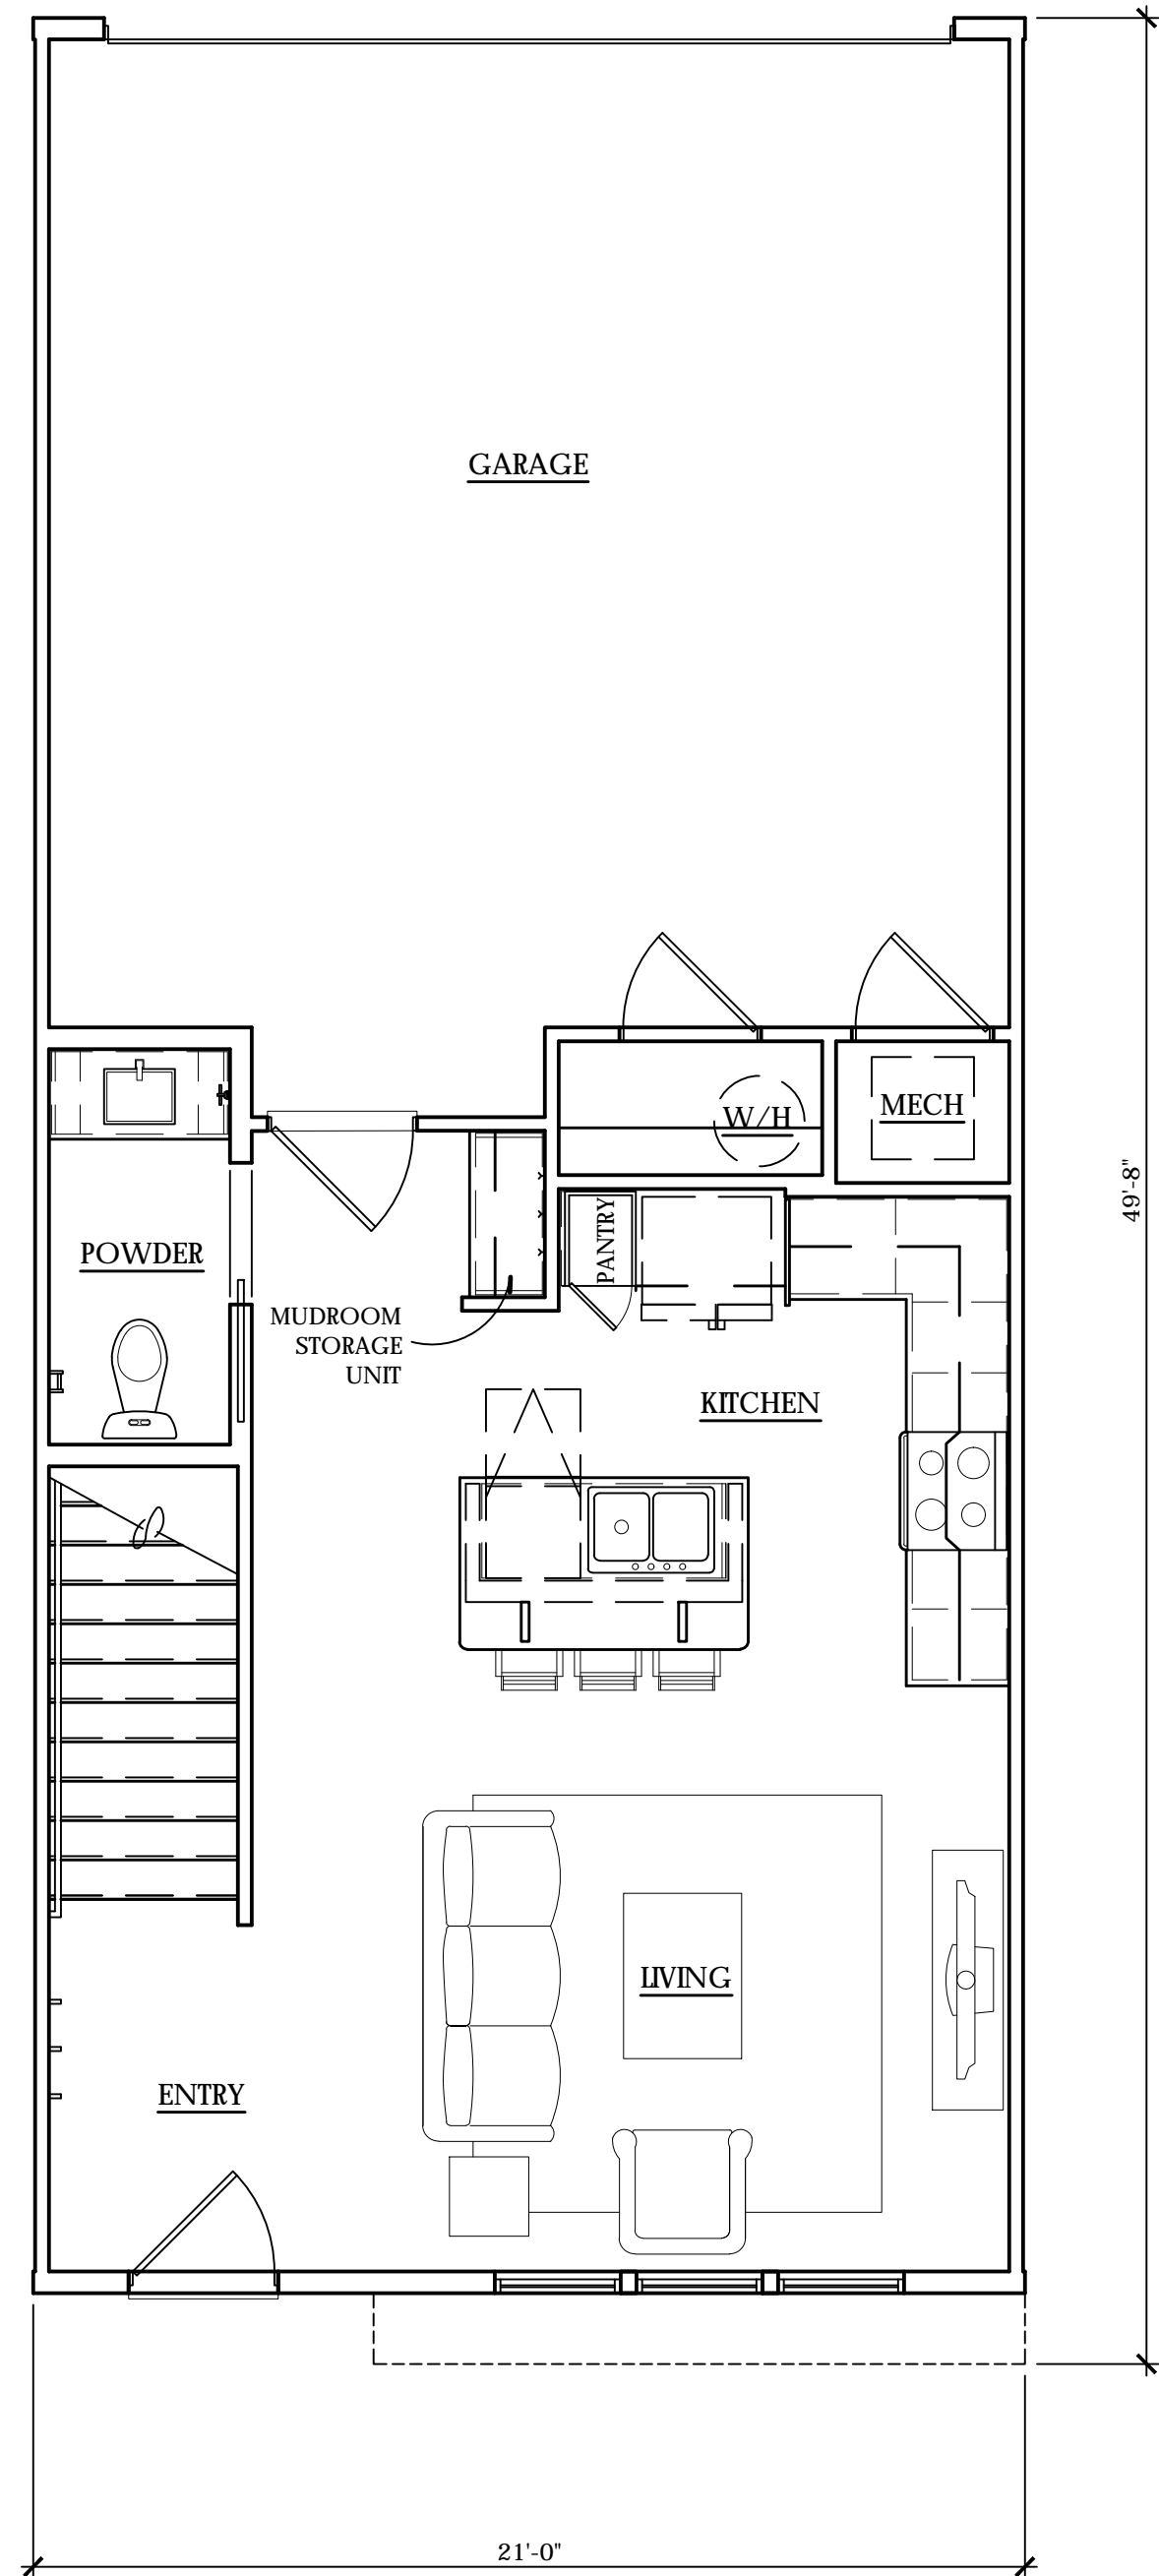 GARAGE
W/H
MECH
49'-8"
PANTRY
POWDER
MUDROOM
STORAGE
UNIT
KITCHEN
LIVING
ENTRY
21'-0"